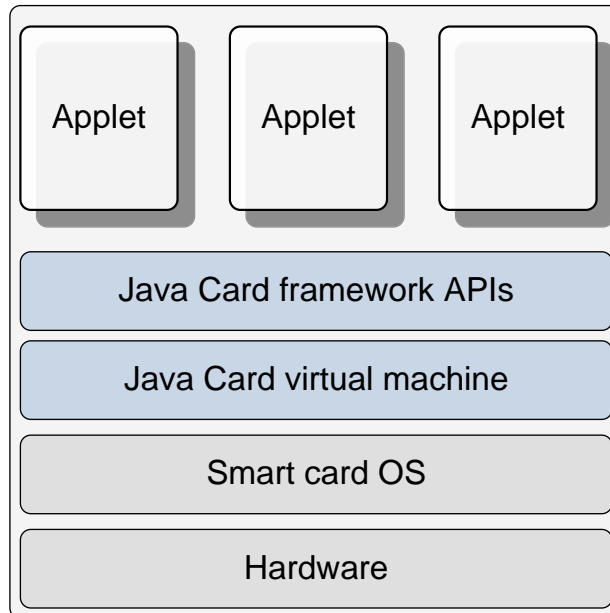 Applet Applet Applet
Java Card framework APIs
Java Card virtual machine
Smart card OS
Hardware